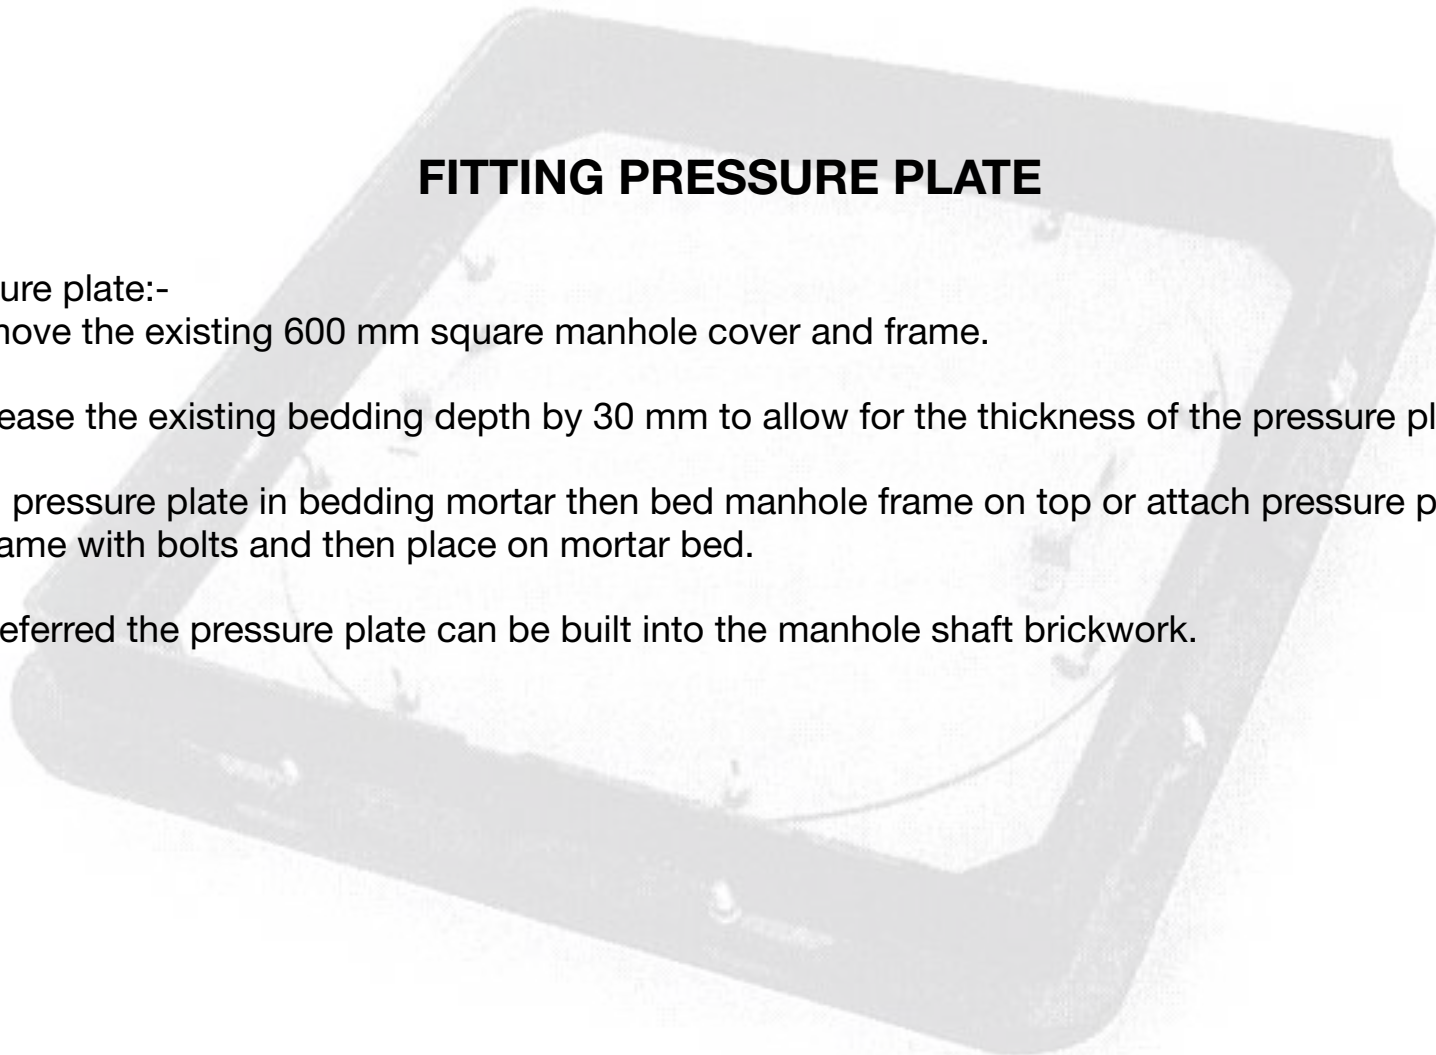 FITTING PRESSURE PLATE
ure plate:-
move the existing 600 mm square manhole cover and frame.
ease the existing bedding depth by 30 mm to allow for the thickness of the pressure pl
pressure plate in bedding mortar then bed manhole frame on top or attach pressure p
ame with bolts and then place on mortar bed.
eferred the pressure plate can be built into the manhole shaft brickwork.